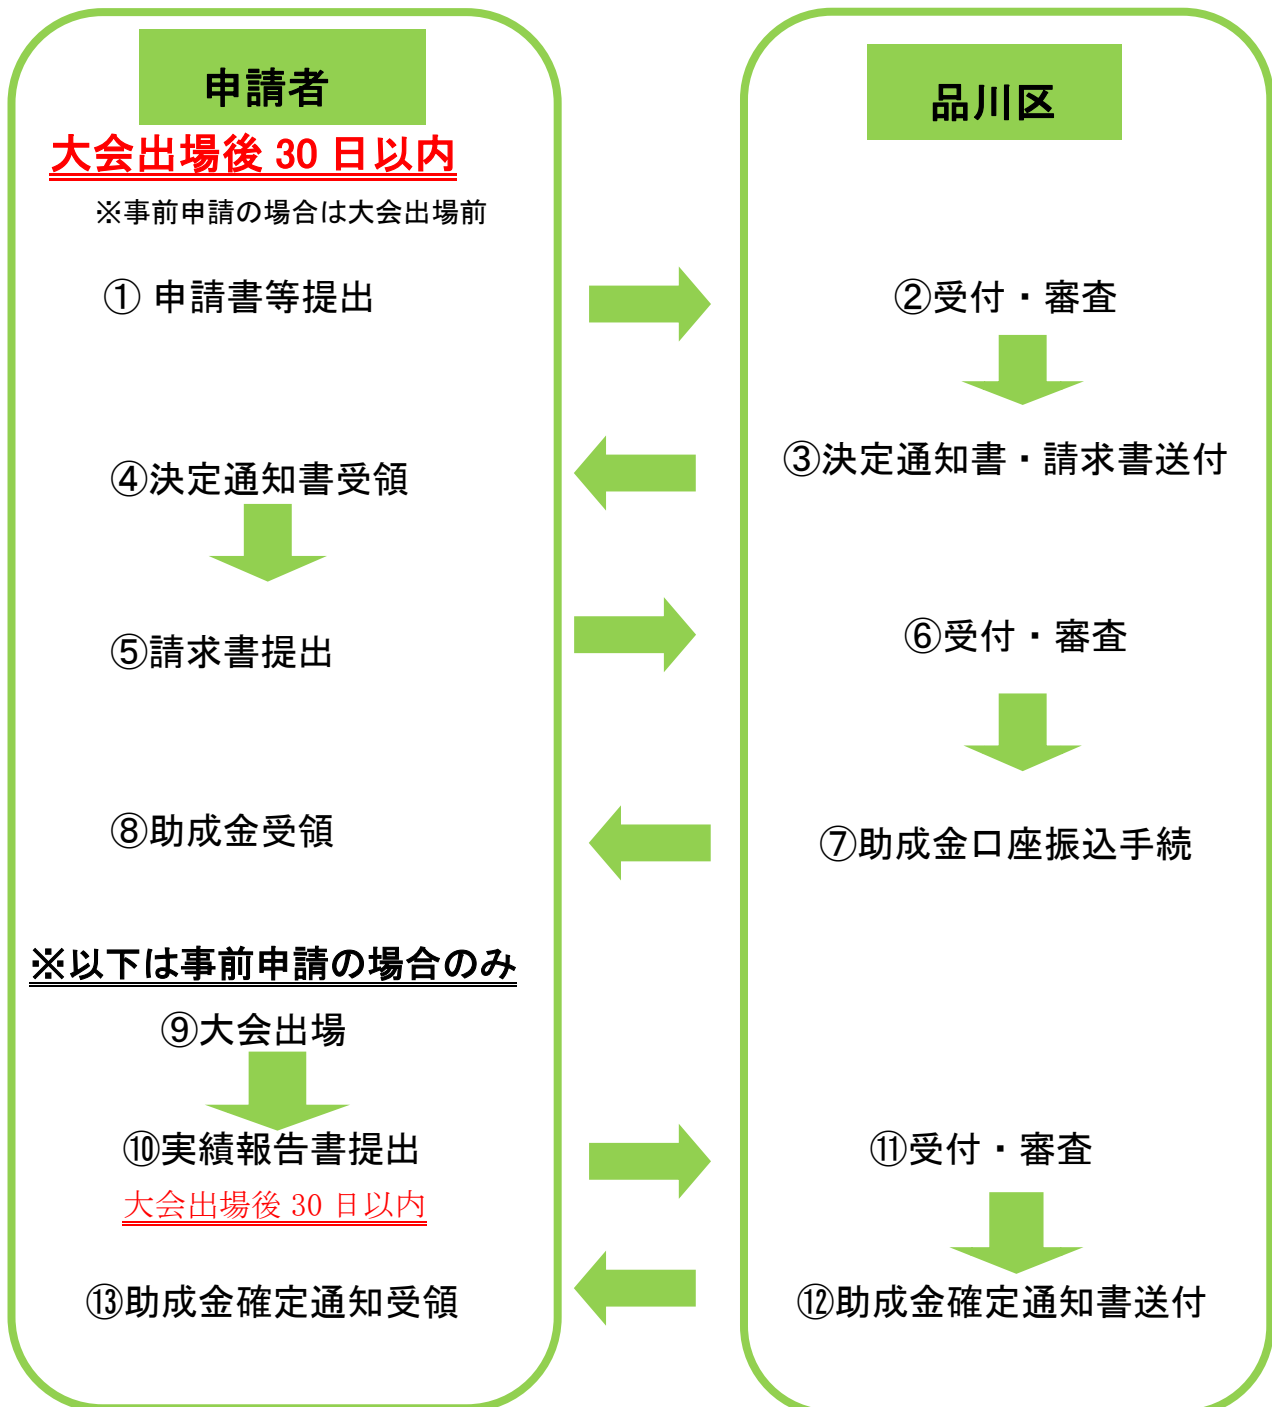 申請者
品川区
大会出場後 30 日以内
※事前申請の場合は大会出場前
① 申請書等提出
②受付・審査
③決定通知書・請求書送付
④決定通知書受領
⑤請求書提出
⑥受付・審査
⑦助成金口座振込手続
⑧助成金受領
※以下は事前申請の場合のみ
⑨大会出場
⑩実績報告書提出
大会出場後 30 日以内
⑪受付・審査
⑫助成金確定通知書送付
⑬助成金確定通知受領